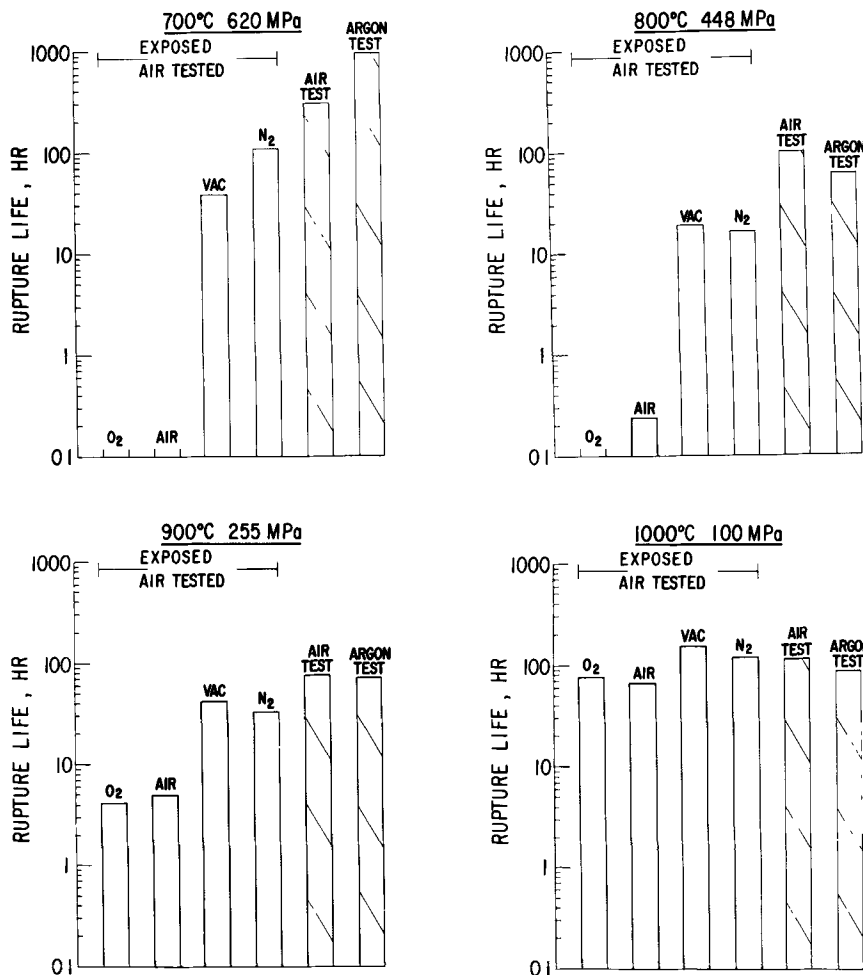 700°C 620 MPa
EXPOSED
AIR TESTED
ARGON
TEST
AIR
TEST
N2
VAC
O2
AIR
1000
100
10
1
01
RUPTURE LIFE, HR
800°C 448 MPa
EXPOSED
AIR TESTED
AIR
TEST
ARGON
TEST
VAC
N2
AIR
O2
1000
100
10
1
01
RUPTURE LIFE, HR
900°C 255 MPa
EXPOSED
AIR TESTED
AIR
TEST
ARGON
TEST
VAC
N2
O2
AIR
1000
100
10
1
01
RUPTURE LIFE, HR
1000°C 100 MPa
EXPOSED
AIR TESTED
VAC
N2
AIR
TEST
ARGON
TEST
O2
AIR
1000
100
10
1
01
RUPTURE LIFE, HR